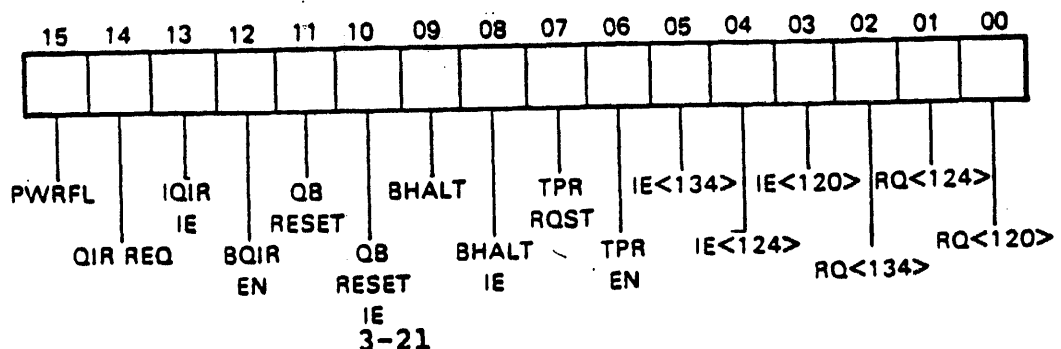 15 14 13 12 11 10 09 08 07 06 05 04 03 02 01 00
PWRFL
QIR REQ
IQIR
IE
BQIR
EN
QB
RESET
QB
RESET
IE
BHALT
BHALT
IE
TPR
RQST
TPR
EN
IE<134>
IE<124>
IE<120>
RQ<134>
RQ<124>
RQ<120>
3-21